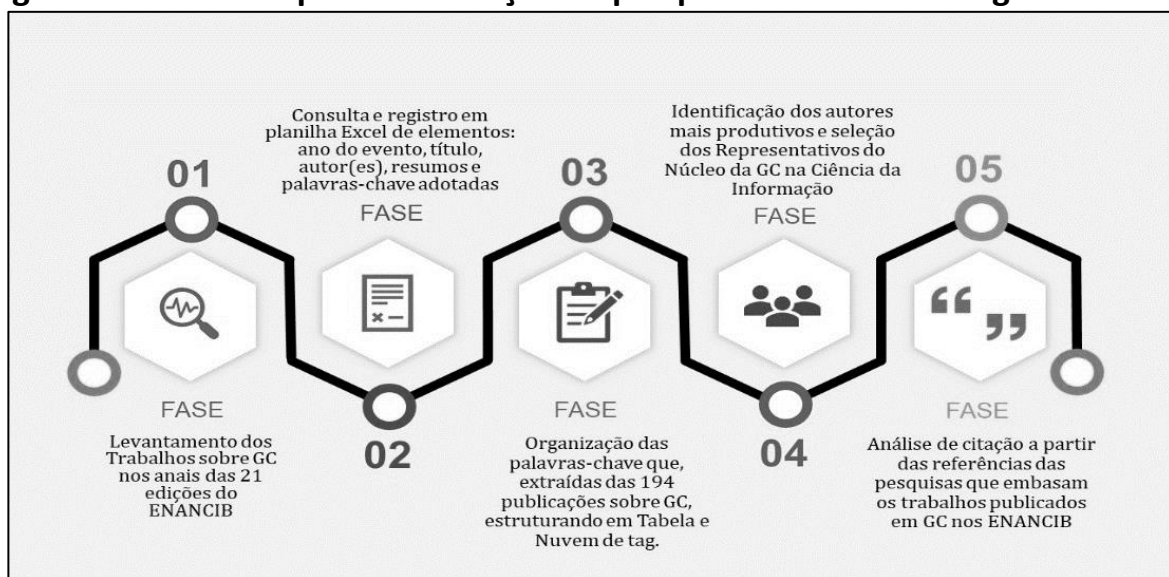 01
FASE
Levantamento dos
Trabalhos sobre GC
nos anais das 21
edições do
ENANCIB
Consulta e registro em
planilha Excel de elementos:
ano do evento, título,
autor(es), resumos e
palavras-chave adotadas
FASE
02
03
FASE
Organização das
palavras-chave que,
extraídas das 194
publicações sobre GC,
estruturando em Tabela e
Nuvem de tag.
Identificação dos autores
mais produtivos e seleção
dos Representativos do
Núcleo da GC na Ciência da
Informação
FASE
04
05
FASE
Análise de citação a partir
das referências das
pesquisas que embasam
os trabalhos publicados
em GC nos ENANCIB